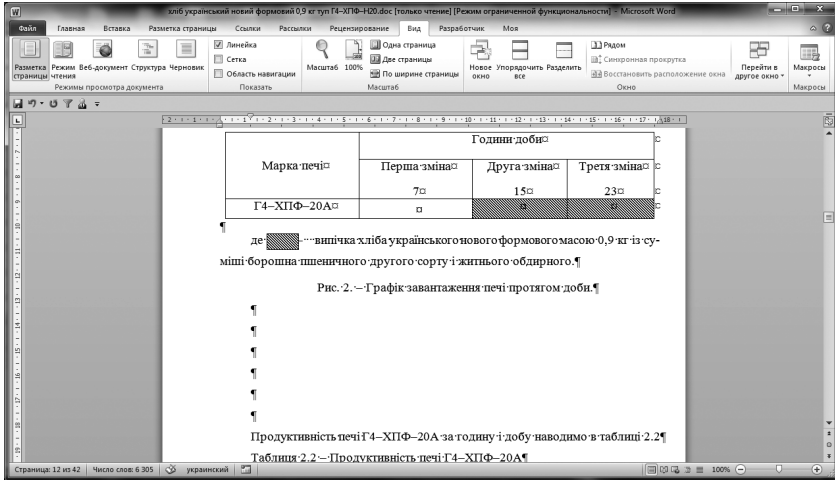 хліб український новий формовий 0,9 кг туп Г4-ХПФ-Н20.doc [только чтение] [Режим ограниченной функциональности] - Microsoft Word
Файл Главная Вставка Разметка страницы Ссылки Рассылки Рецензирование Вид Разработчик Моя
Разметка страницы
Режим чтения
Веб-документ
Структура
Черновик
Режимы просмотра документа
Линейка
Сетка
Область навигации
Показать
Масштаб
100%
Одна страница
Две страницы
По ширине страницы
Масштаб
Новое окно
Упорядочить все
Разделить
Рядом
Синхронная прокрутка
Восстановить расположение окна
Окно
Перейти в другое окно
Макросы
Макросы
Марка·печі¤
Години·доби¤
Перша·зміна¤ Друга·зміна¤ Третя·зміна¤
7¤ 15¤ 23¤
Г4–ХПФ–20А¤ ¤ ¤ ¤
¶
де· –····випічка·хліба·українського·нового·формового·масою·0,9·кг·із·су-
міші·борошна·пшеничного·другого·сорту·і·житнього·обдирного.¶
Рис.·2.·–·Графік·завантаження·печі·протягом·доби.¶
¶
¶
¶
¶
¶
¶
Продуктивність·печі·Г4–ХПФ–20А·за·годину·і·добу·наводимо·в·таблиці·2.2¶
Таблиця·2.2·–·Продуктивність·печі·Г4–ХПФ–20А¶
Страница: 12 из 42 Число слов: 6 305 украинский 100%